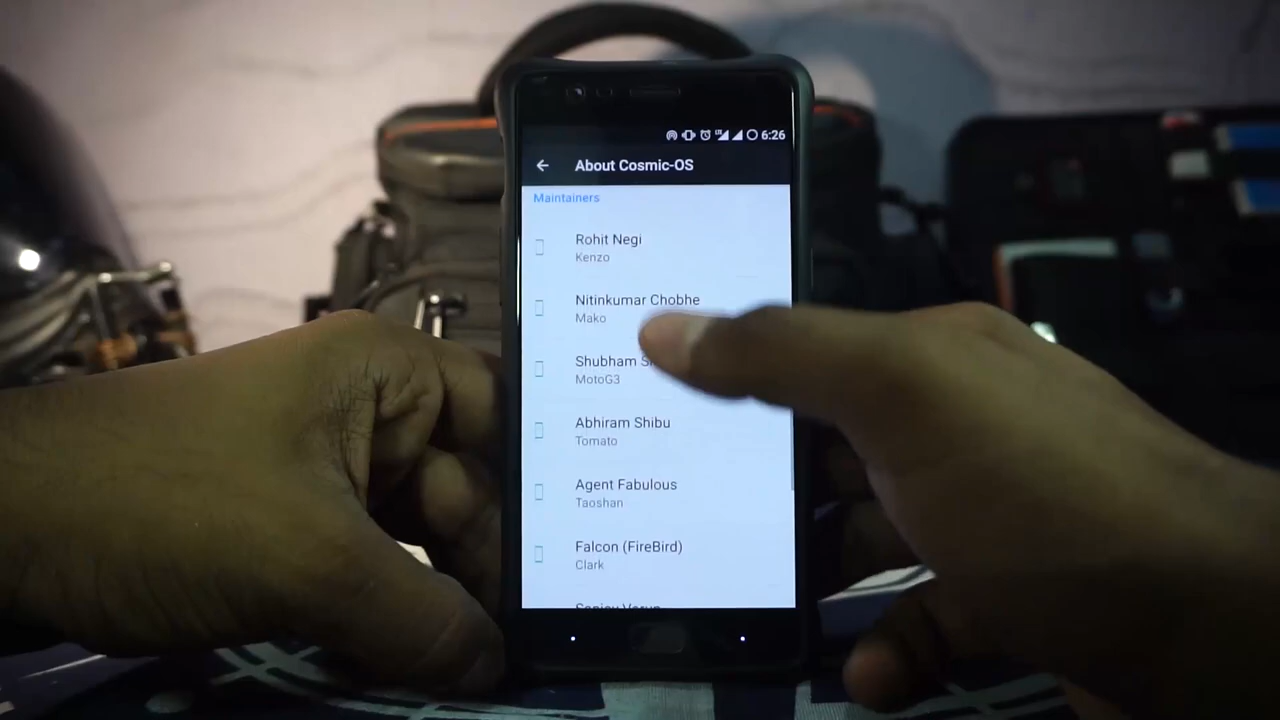 6:26
About Cosmic-OS
Maintainers
Rohit Negi
Kenzo
Nitinkumar Chobhe
Mako
Shubham
MotoG3
Abhiram Shibu
Tomato
Agent Fabulous
Taoshan
Falcon (FireBird)
Clark